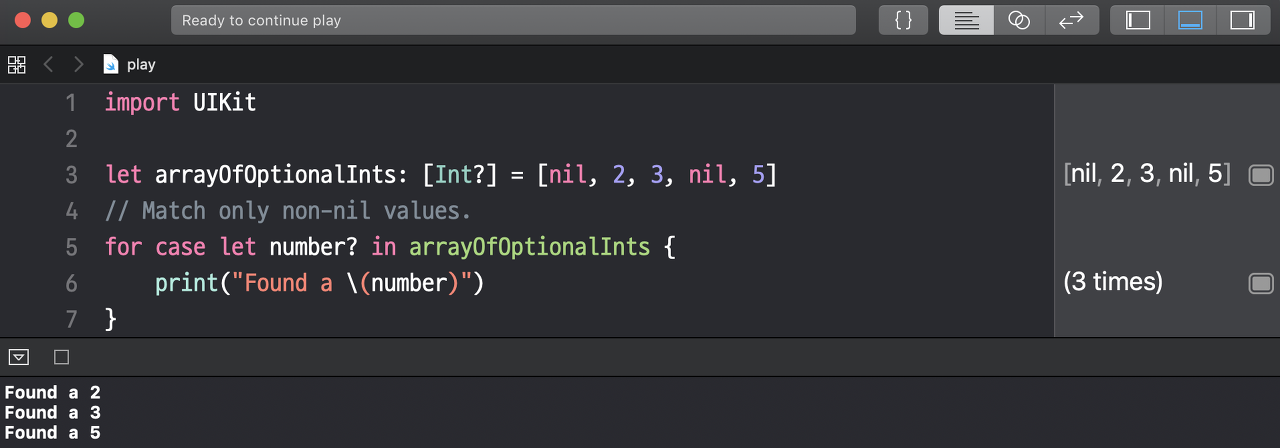 Ready to continue play
{ }
play
1 import UIKit
2
3 let arrayOfOptionalInts: [Int?] = [nil, 2, 3, nil, 5] [nil, 2, 3, nil, 5]
4 // Match only non-nil values.
5 for case let number? in arrayOfOptionalInts {
6 print("Found a \(number)") (3 times)
7 }
Found a 2
Found a 3
Found a 5